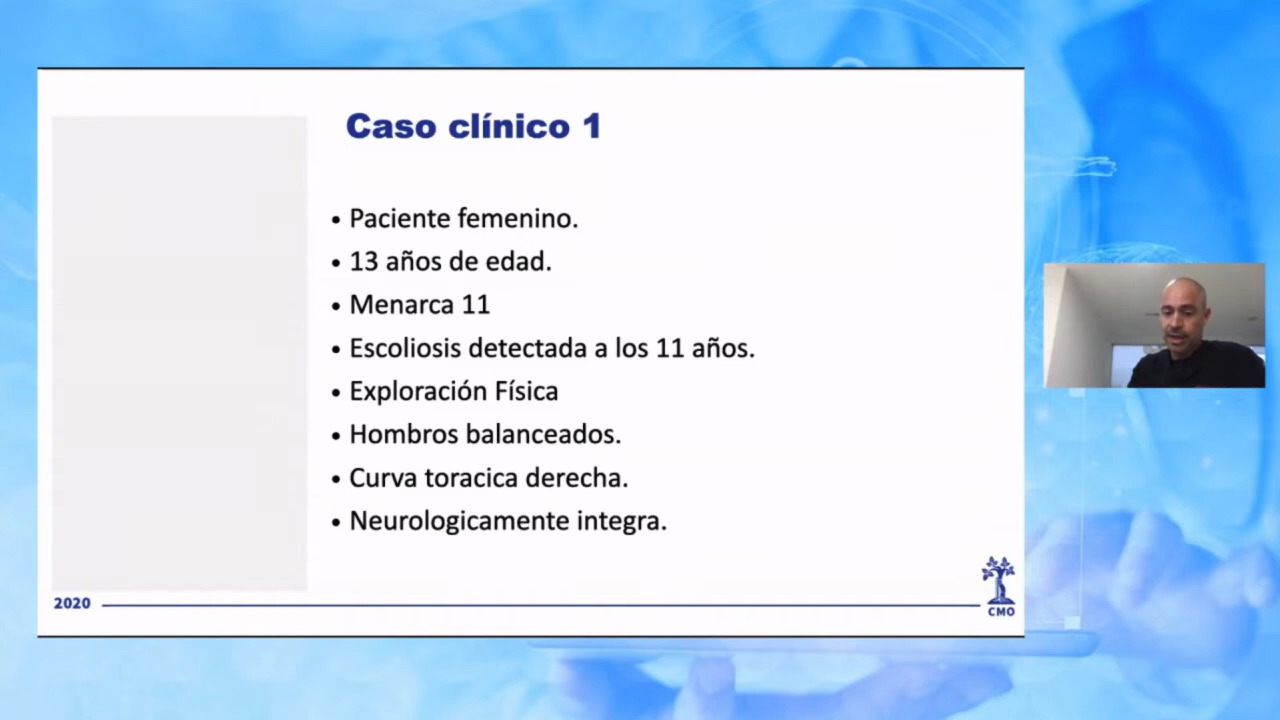 Caso clínico 1
• Paciente femenino.
• 13 años de edad.
• Menarca 11
• Escoliosis detectada a los 11 años.
• Exploración Física
• Hombros balanceados.
• Curva toracica derecha.
• Neurologicamente integra.
2020
CMO